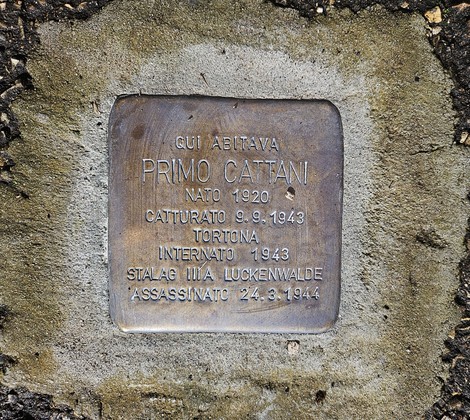 QUI ABITAVA
PRIMO CATTANI
NATO 1920
CATTURATO 9.9.1943
TORTONA
INTERNATO 1943
STALAG III A LUCKENWALDE
ASSASSINATO 24.3.1944